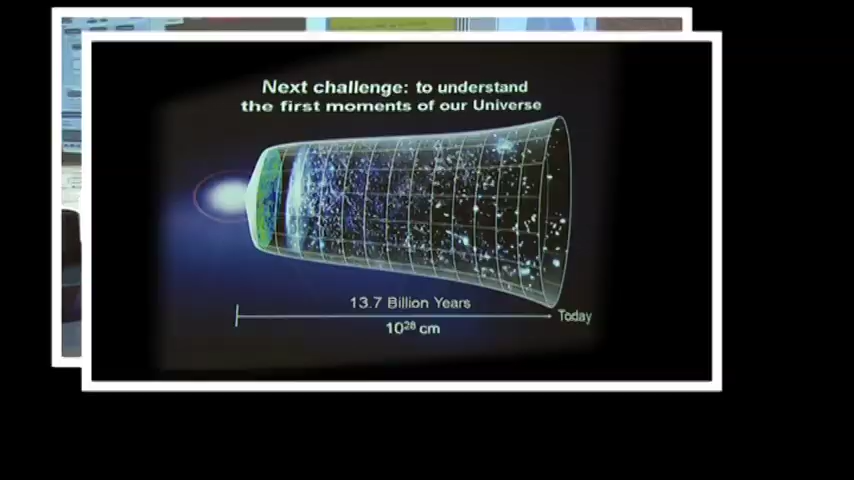 Next challenge: to understand
the first moments of our Universe
13.7 Billion Years
10²⁸ cm
Today